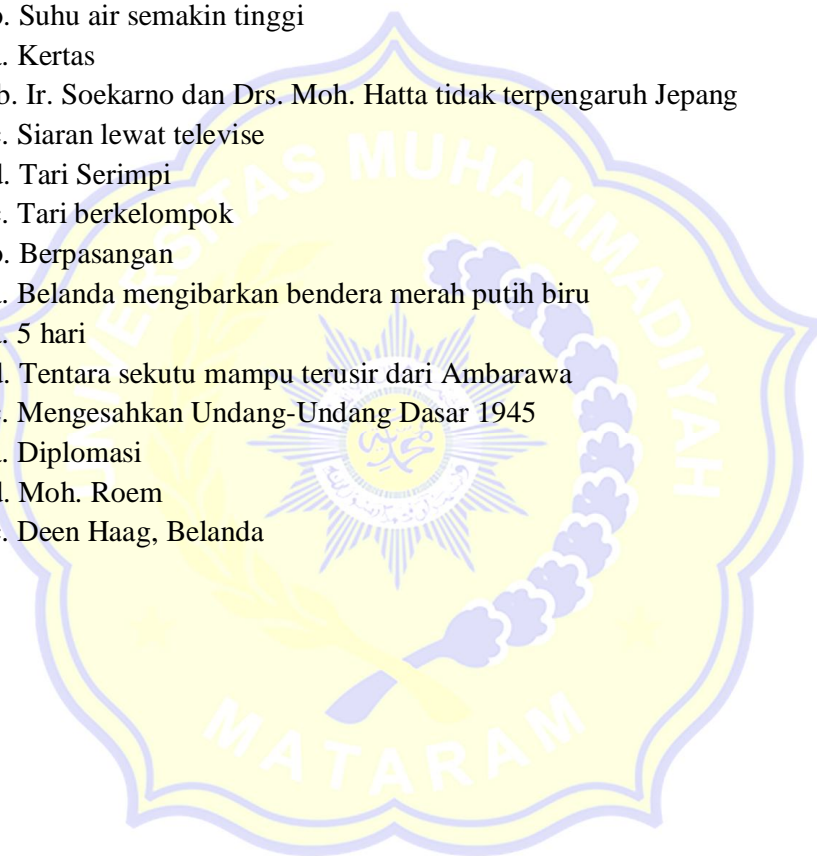 . Suhu air semakin tinggi
. Kertas
b. Ir. Soekarno dan Drs. Moh. Hatta tidak terpengaruh Jepang
. Siaran lewat televise
. Tari Serimpi
. Tari berkelompok
. Berpasangan
. Belanda mengibarkan bendera merah putih biru
. 5 hari
. Tentara sekutu mampu terusir dari Ambarawa
. Mengesahkan Undang-Undang Dasar 1945
. Diplomasi
. Moh. Roem
. Deen Haag, Belanda
UNIVERSITAS MUHAMMADIYAH
MATARAM